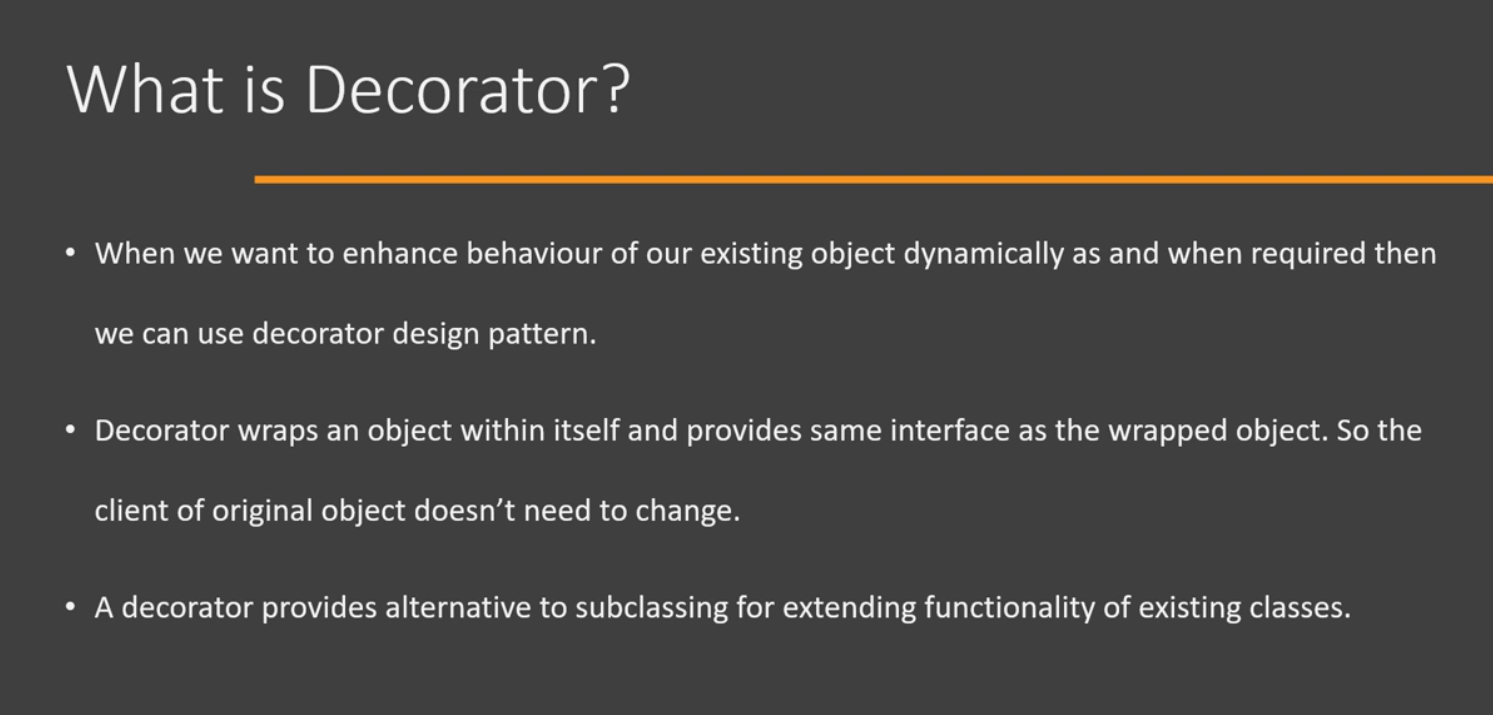 What is Decorator?
• When we want to enhance behaviour of our existing object dynamically as and when required then
we can use decorator design pattern.
• Decorator wraps an object within itself and provides same interface as the wrapped object. So the
client of original object doesn’t need to change.
• A decorator provides alternative to subclassing for extending functionality of existing classes.